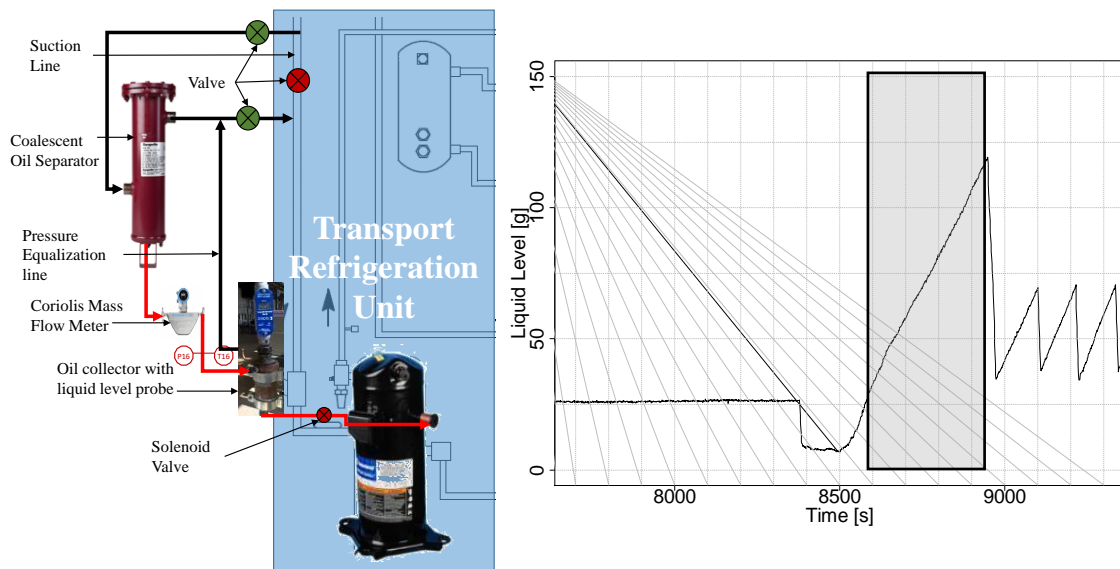 Suction
Line
Valve
Coalescent
Oil Separator
Pressure
Equalization
line
Coriolis Mass
Flow Meter
P16
T16
Oil collector with
liquid level probe
Solenoid
Valve
Transport
Refrigeration
Unit
Liquid Level [g]
150
100
50
0
8000
8500
9000
Time [s]